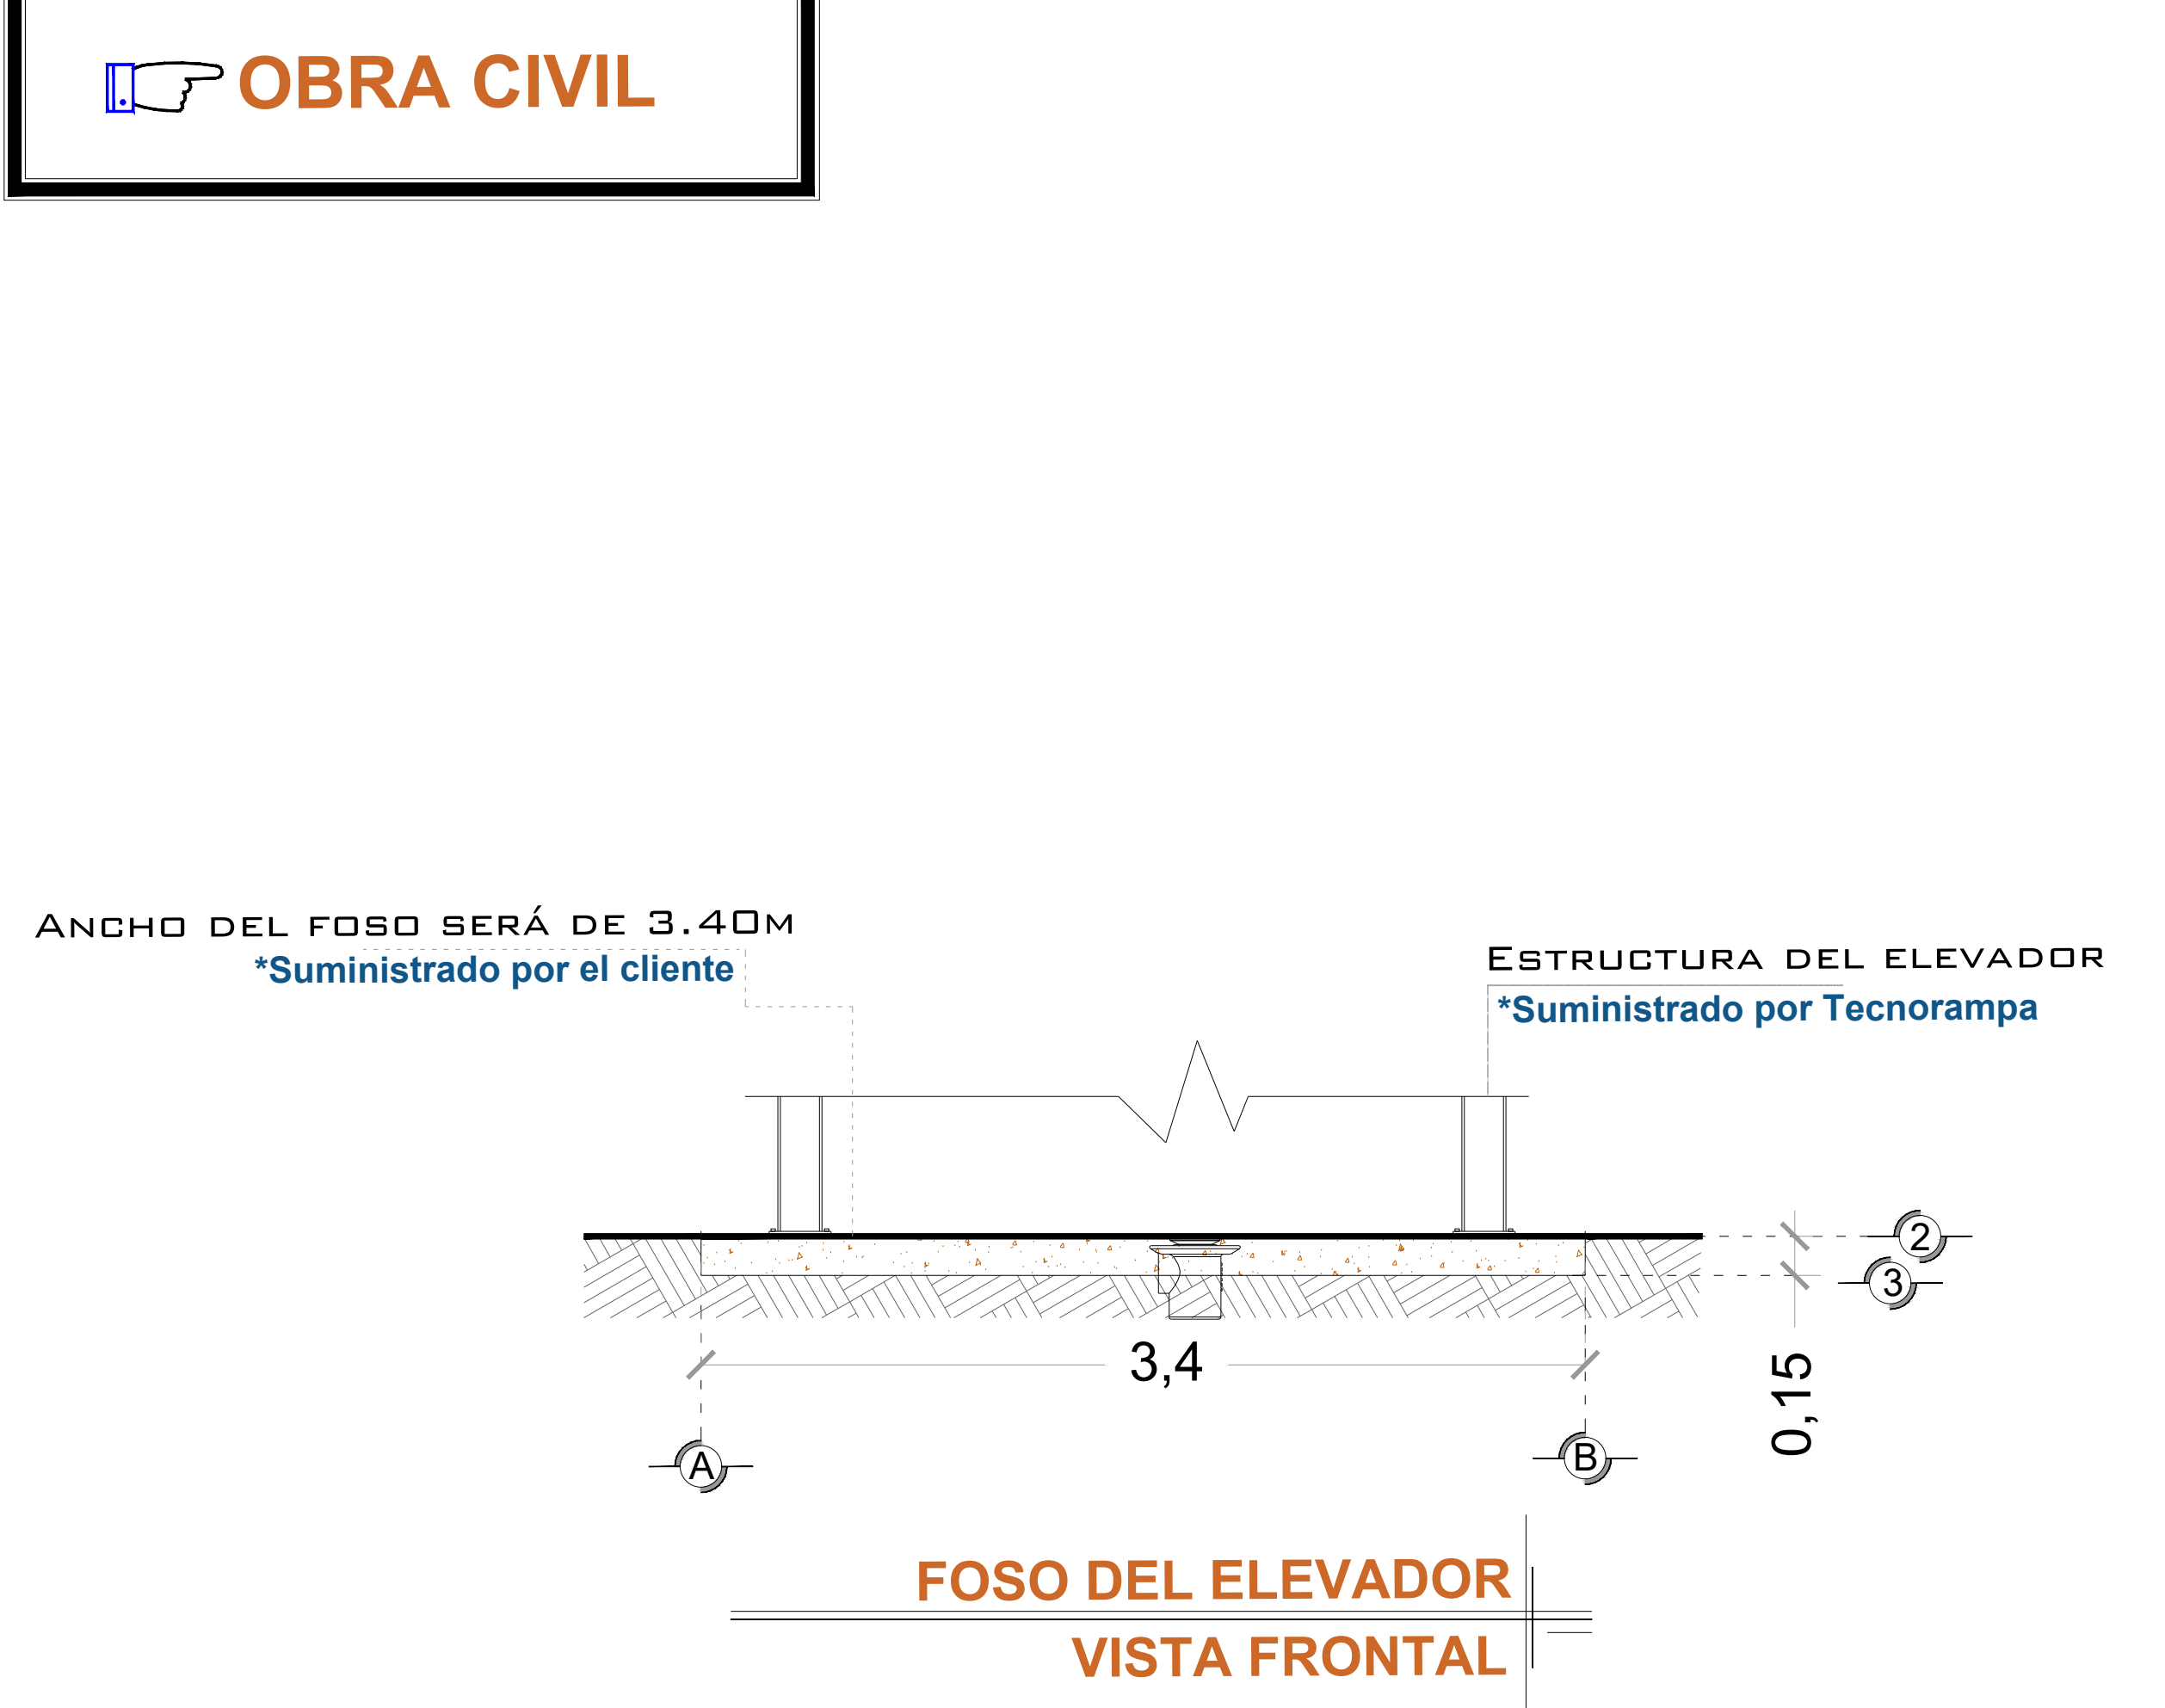 OBRA CIVIL
Ancho del foso será de 3.40m
*Suministrado por el cliente
Estructura del elevador
*Suministrado por Tecnorampa
2
3
3,4
0,15
A
B
FOSO DEL ELEVADOR
VISTA FRONTAL